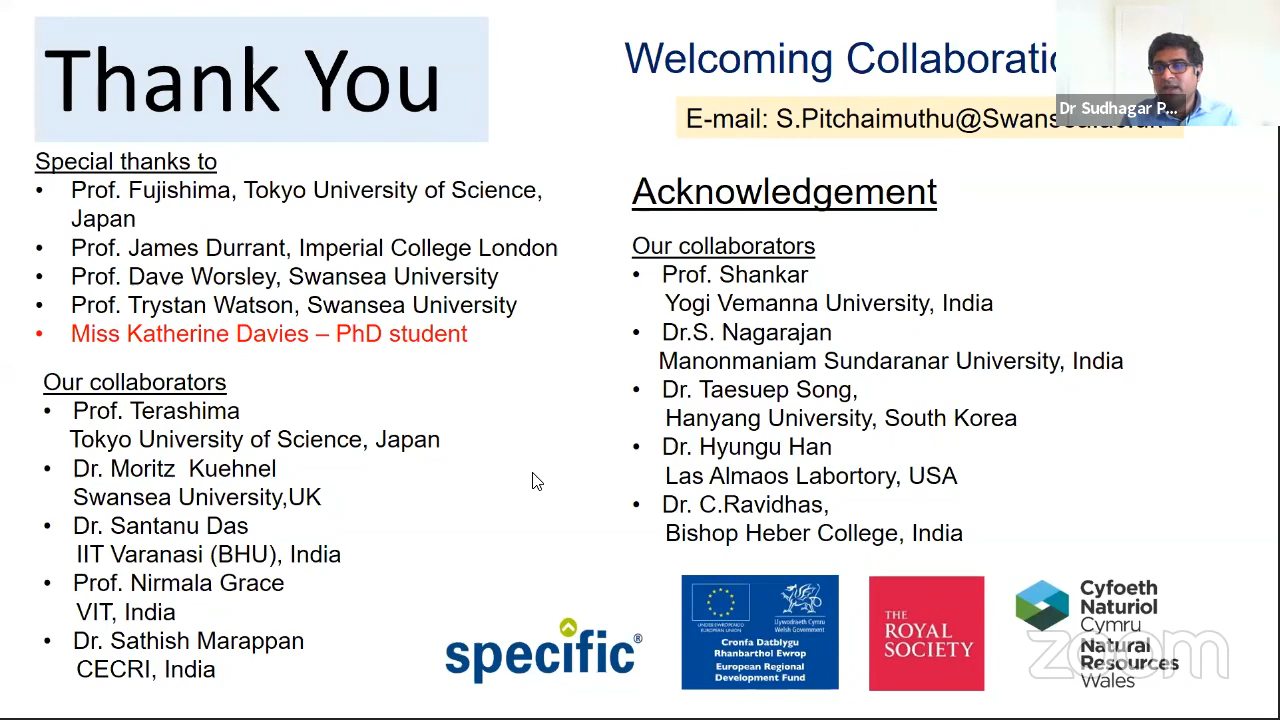 Thank You
Special thanks to
• Prof. Fujishima, Tokyo University of Science,
Japan
• Prof. James Durrant, Imperial College London
• Prof. Dave Worsley, Swansea University
• Prof. Trystan Watson, Swansea University
• Miss Katherine Davies – PhD student
Our collaborators
• Prof. Terashima
Tokyo University of Science, Japan
• Dr. Moritz Kuehnel
Swansea University,UK
• Dr. Santanu Das
IIT Varanasi (BHU), India
• Prof. Nirmala Grace
VIT, India
• Dr. Sathish Marappan
CECRI, India
Welcoming
Dr Sudhagar P...
E-mail:
Acknowledgement
Our collaborators
• Prof. Shankar
Yogi Vemanna University, India
• Dr.S. Nagarajan
Manonmaniam Sundaranar University, India
• Dr. Taesuep Song,
Hanyang University, South Korea
• Dr. Hyungu Han
Las Almaos Labortory, USA
• Dr. C.Ravidhas,
Bishop Heber College, India
specific®
Cronfa Datblygu
Rhanbarthol Ewrop
European Regional
Development Fund
THE
ROYAL
SOCIETY
Cyfoeth
Naturiol
Cymru
Natural
Resources
Wales
zoom